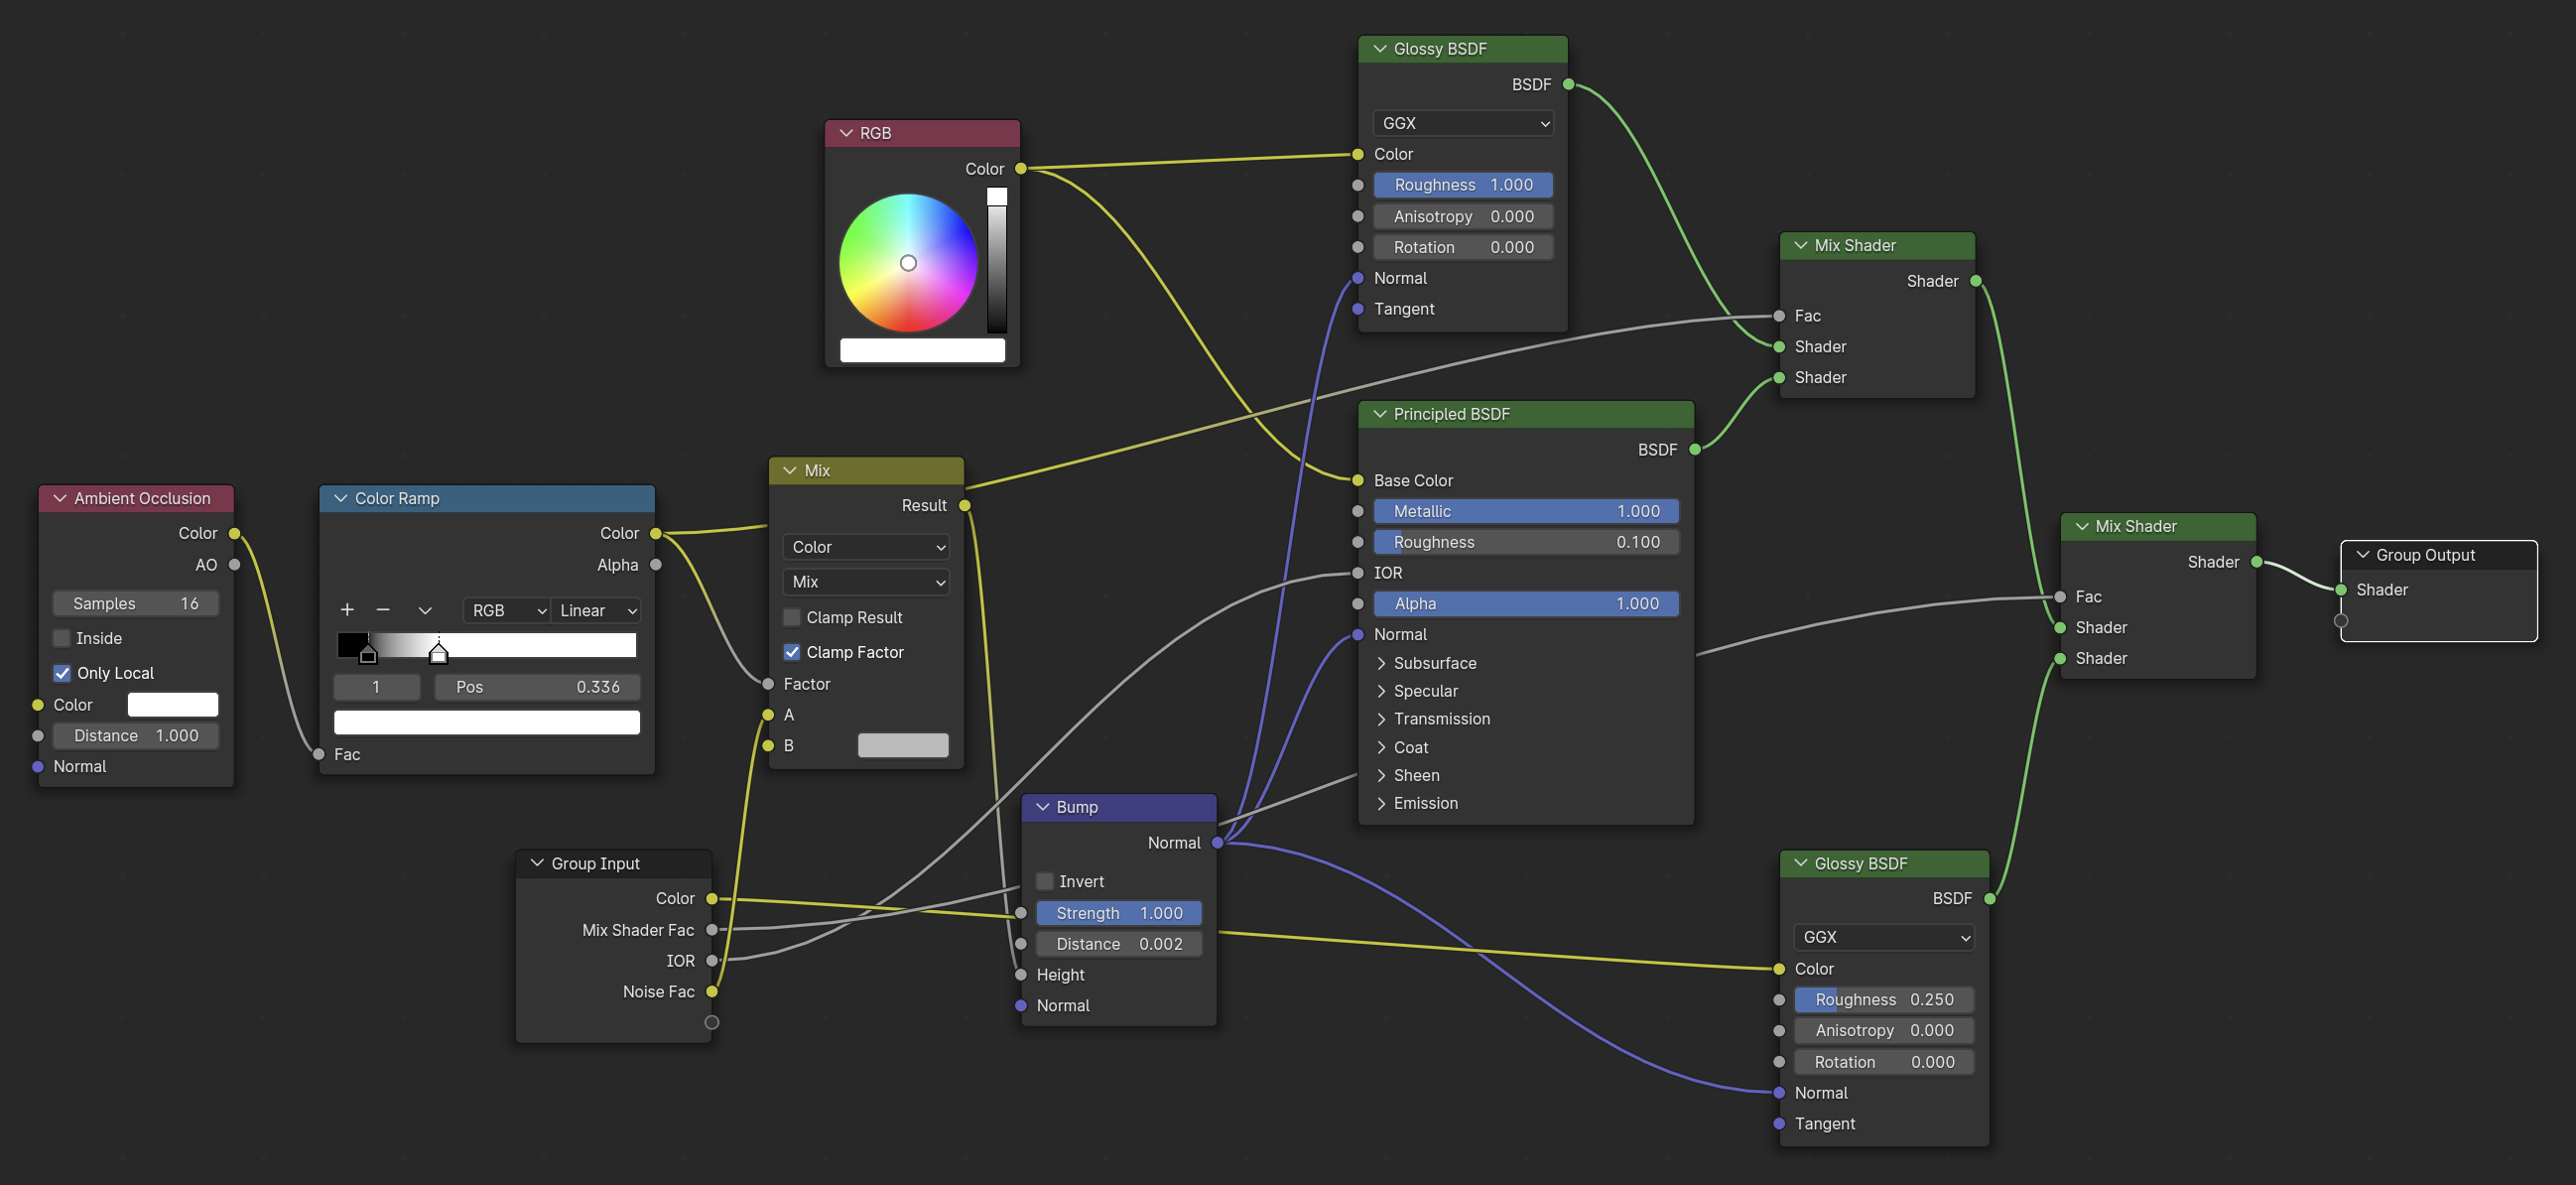 Glossy BSDF
BSDF
GGX
Color
Roughness 1.000
Anisotropy 0.000
Rotation 0.000
Normal
Tangent
RGB
Color
Mix Shader
Shader
Fac
Shader
Shader
Principled BSDF
BSDF
Base Color
Metallic 1.000
Roughness 0.100
IOR
Alpha 1.000
Normal
Subsurface
Specular
Transmission
Coat
Sheen
Emission
Ambient Occlusion
Color
AO
Samples 16
Inside
Only Local
Color
Distance 1.000
Normal
Color Ramp
Color
Alpha
RGB Linear
1 Pos 0.336
Fac
Mix
Result
Color
Mix
Clamp Result
Clamp Factor
Factor
A
B
Mix Shader
Shader
Fac
Shader
Shader
Group Output
Shader
Group Input
Color
Mix Shader Fac
IOR
Noise Fac
Bump
Normal
Invert
Strength 1.000
Distance 0.002
Height
Normal
Glossy BSDF
BSDF
GGX
Color
Roughness 0.250
Anisotropy 0.000
Rotation 0.000
Normal
Tangent